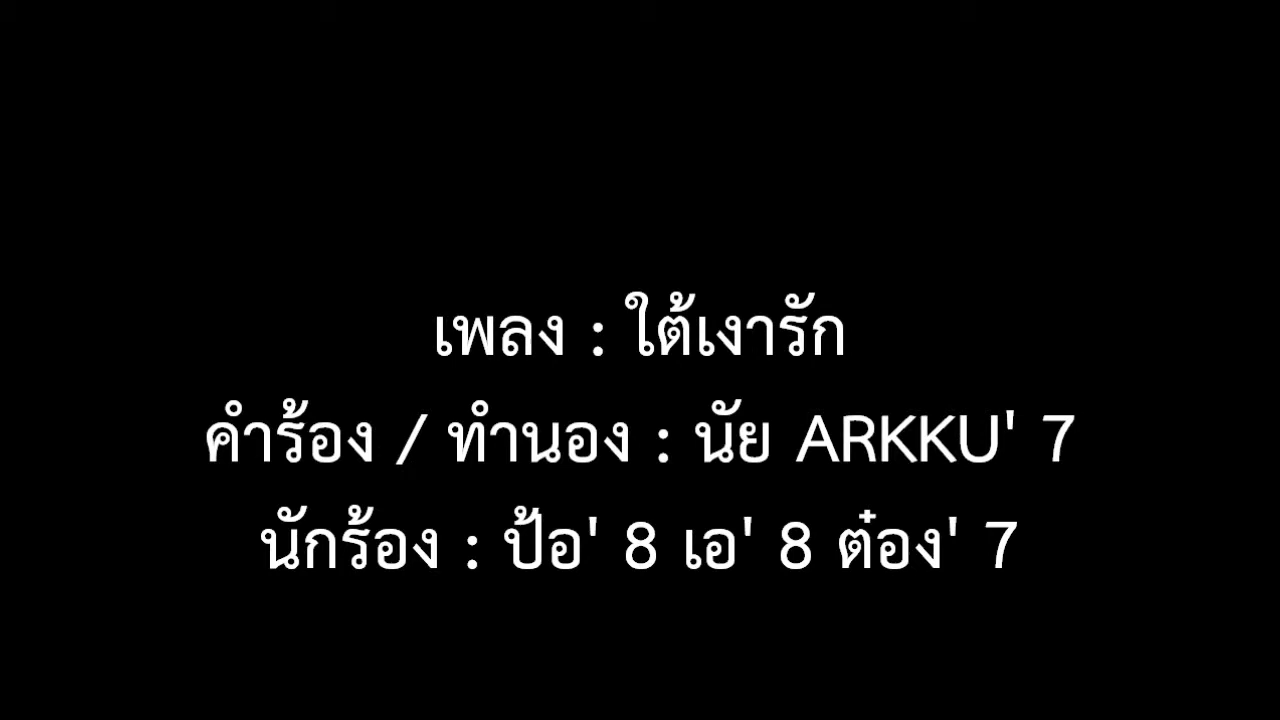 เพลง : ใต้เงารัก
คำร้อง / ทำนอง : นัย ARKKU' 7
นักร้อง : ป้อ' 8 เอ' 8 ต๋อง' 7